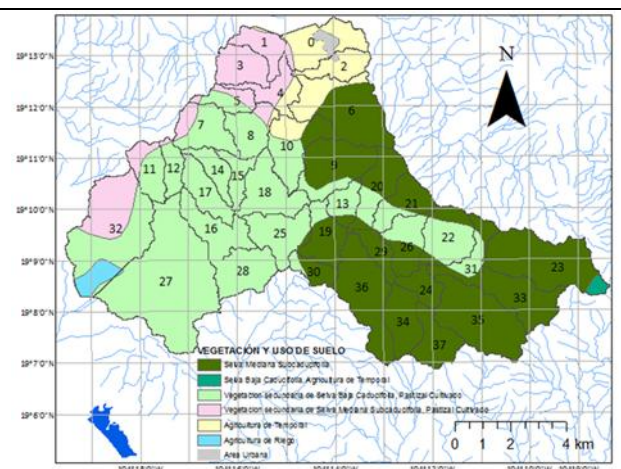 19°13'0"N
19°12'0"N
19°11'0"N
19°10'0"N
19°9'0"N
19°8'0"N
19°7'0"N
19°6'0"N
N
1
0
3
2
4
5
6
7
8
10
11
12
14
15
9
20
17
18
13
21
32
16
25
19
29
26
22
31
23
27
28
30
36
24
33
34
35
37
VEGETACIÓN Y USO DE SUELO
Selva Mediana Subcaducifolia
Selva Baja Caducifolia, Agricultura de Temporal
Vegetación secundaria de Selva Baja Caducifolia, Pastizal Cultivado
Vegetación secundaria de Selva Mediana Subcaducifolia, Pastizal Cultivado
Agricultura de Temporal
Agricultura de Riego
Area Urbana
0 1 2 4 km